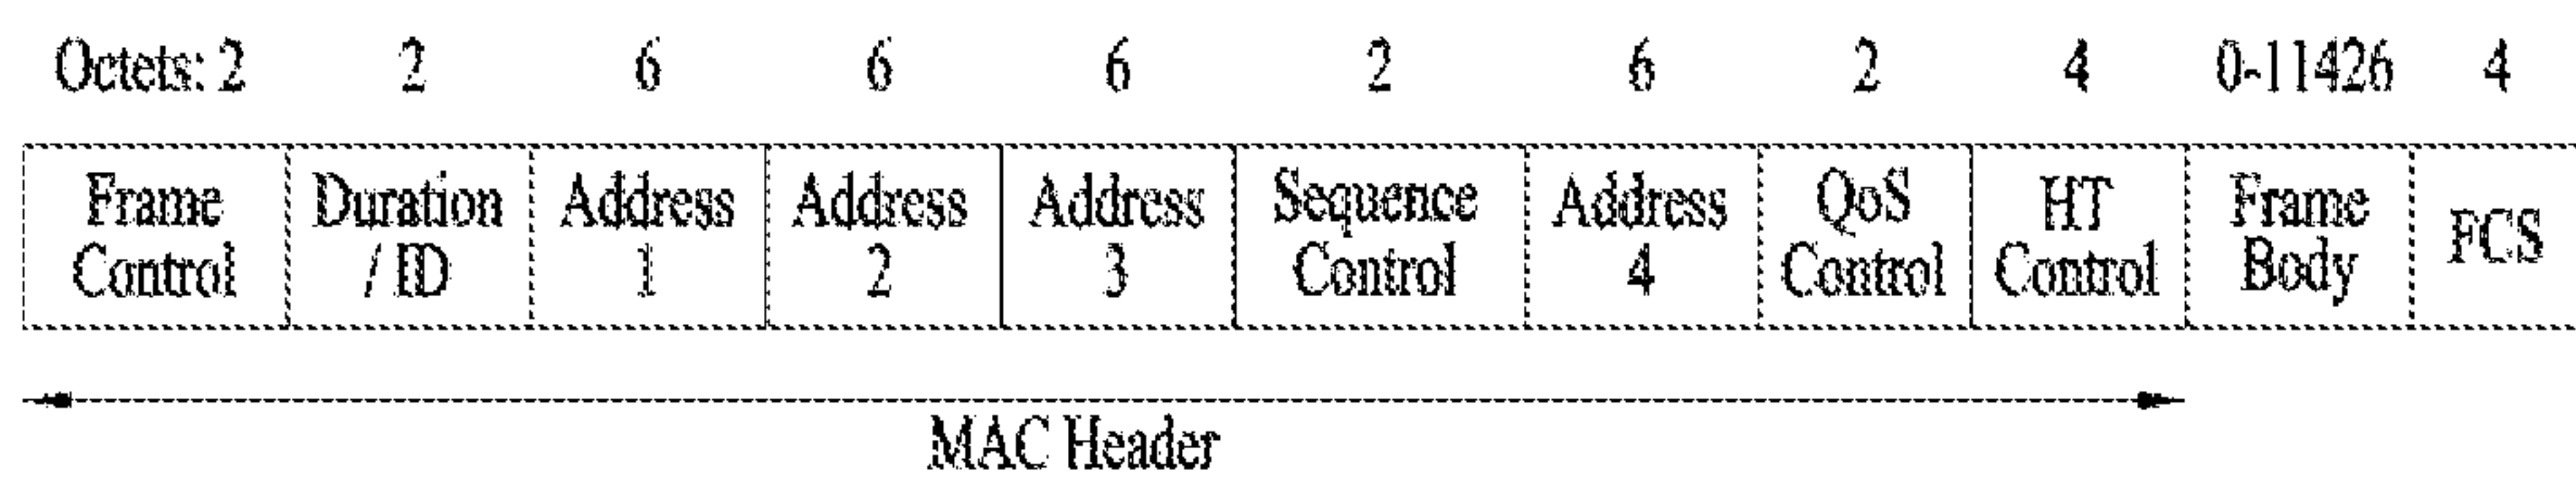 Octets: 2 2 6 6 6 2 6 2 4 0-11426 4
Frame Control Duration / ID Address 1 Address 2 Address 3 Sequence Control Address 4 QoS Control HT Control Frame Body FCS
MAC Header